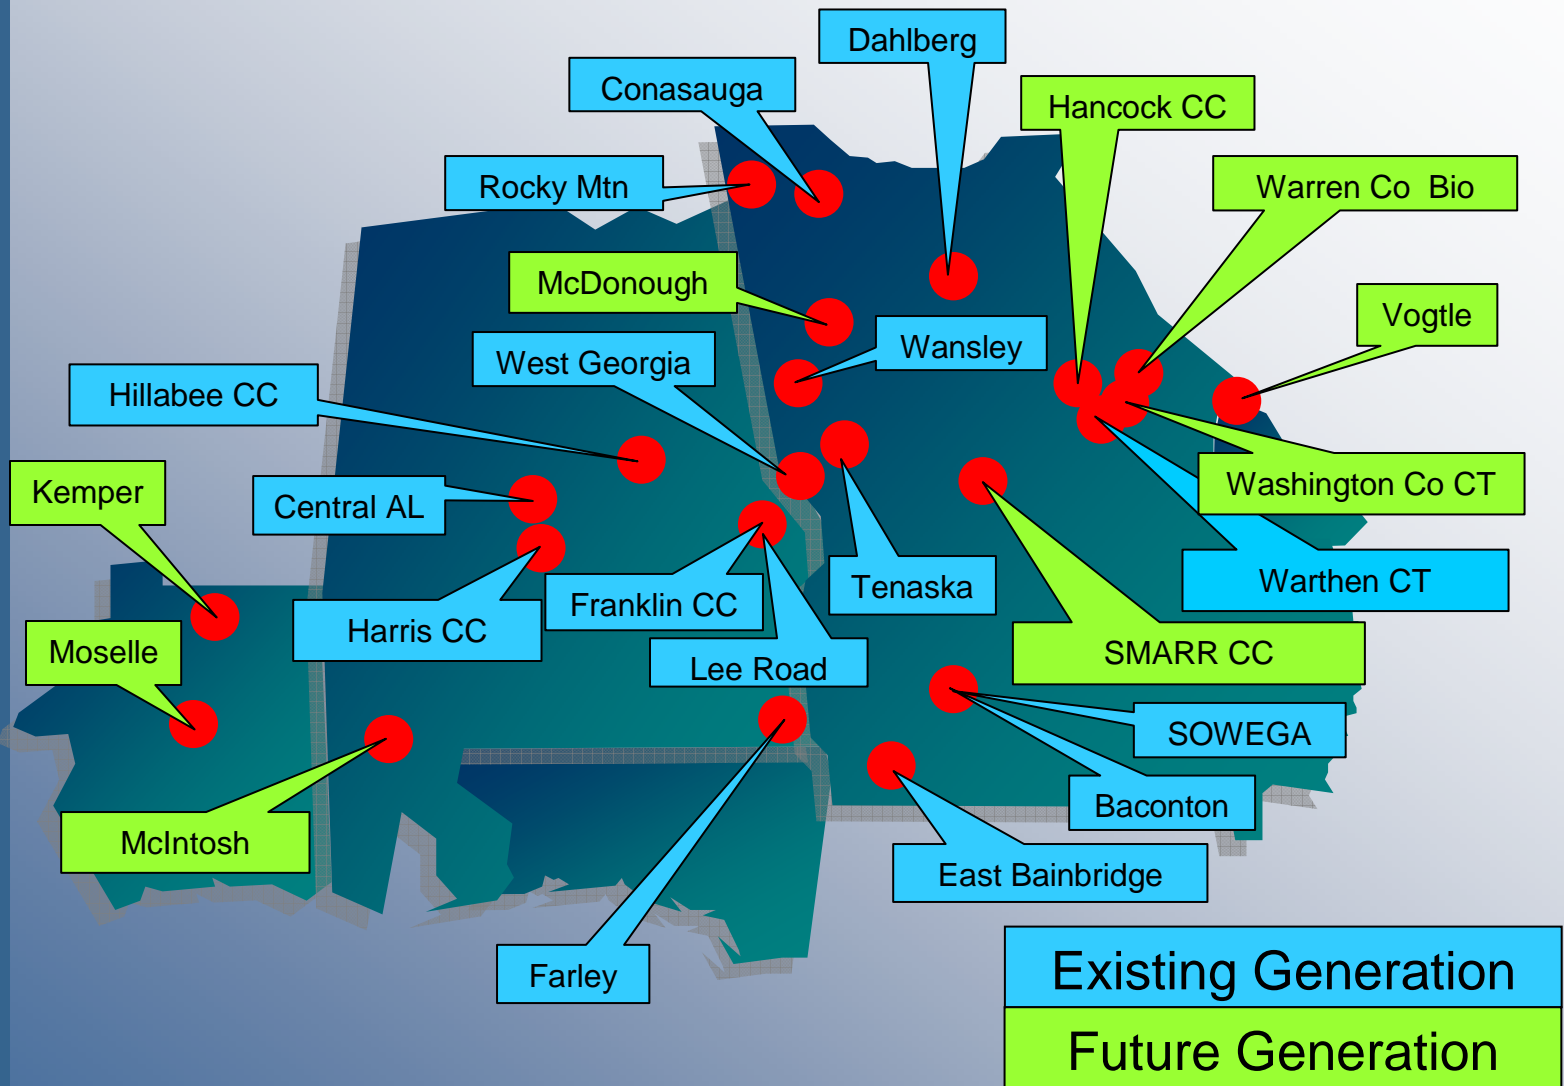 Dahlberg
Conasauga
Hancock CC
Rocky Mtn
Warren Co  Bio
McDonough
Vogtle
West Georgia
Wansley
Hillabee CC
Kemper
Central AL
Washington Co CT
Franklin CC
Tenaska
Warthen CT
Harris CC
Moselle
Lee Road
SMARR CC
SOWEGA
Baconton
McIntosh
East Bainbridge
Farley
Existing Generation
Future Generation